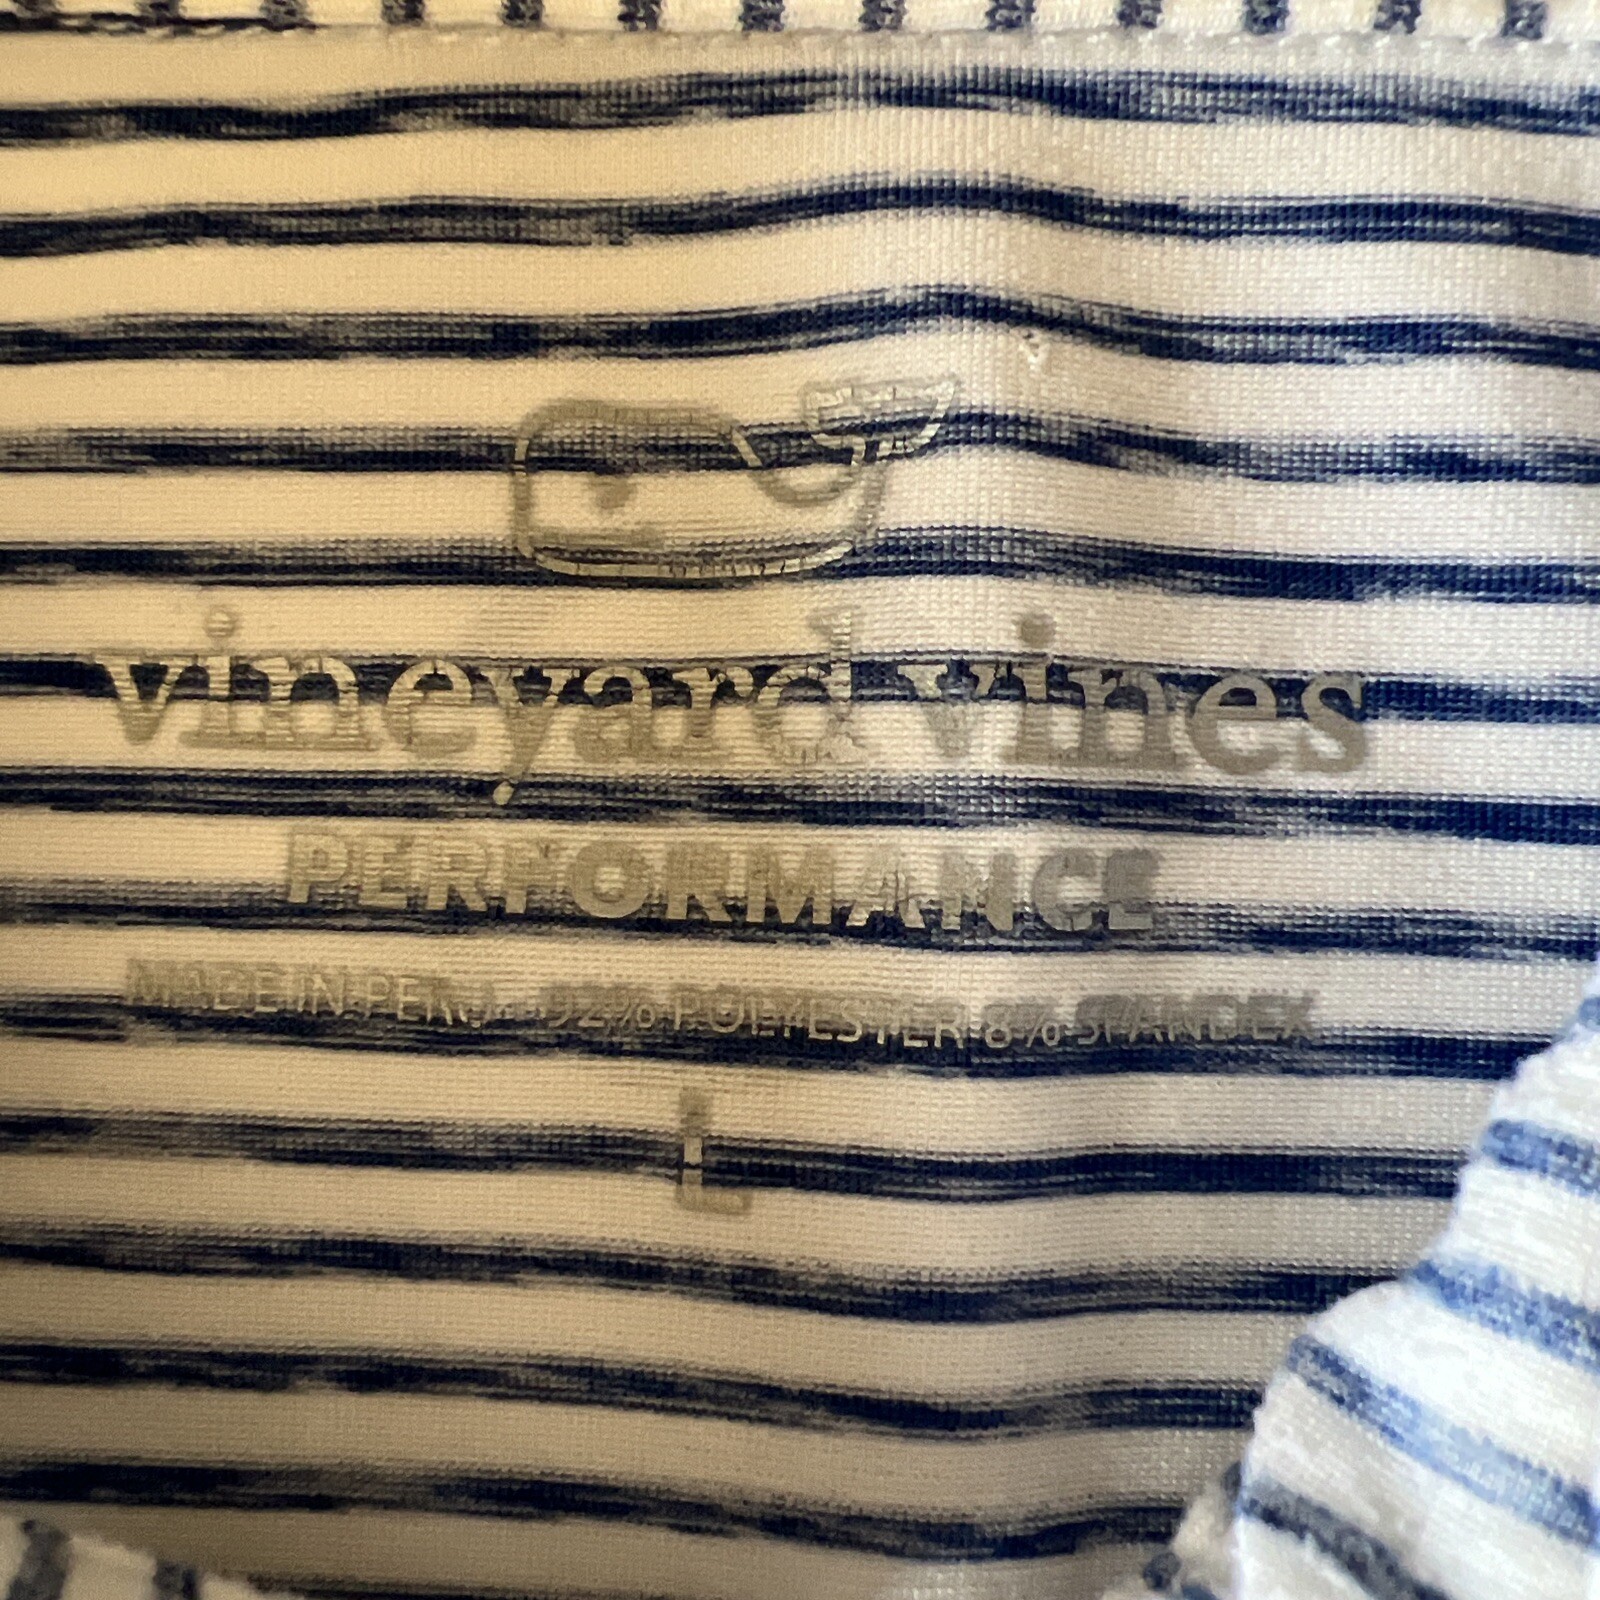 vineyard vines
PERFORMANCE
MADE IN PERU 92% POLYESTER 8% SPANDEX
L